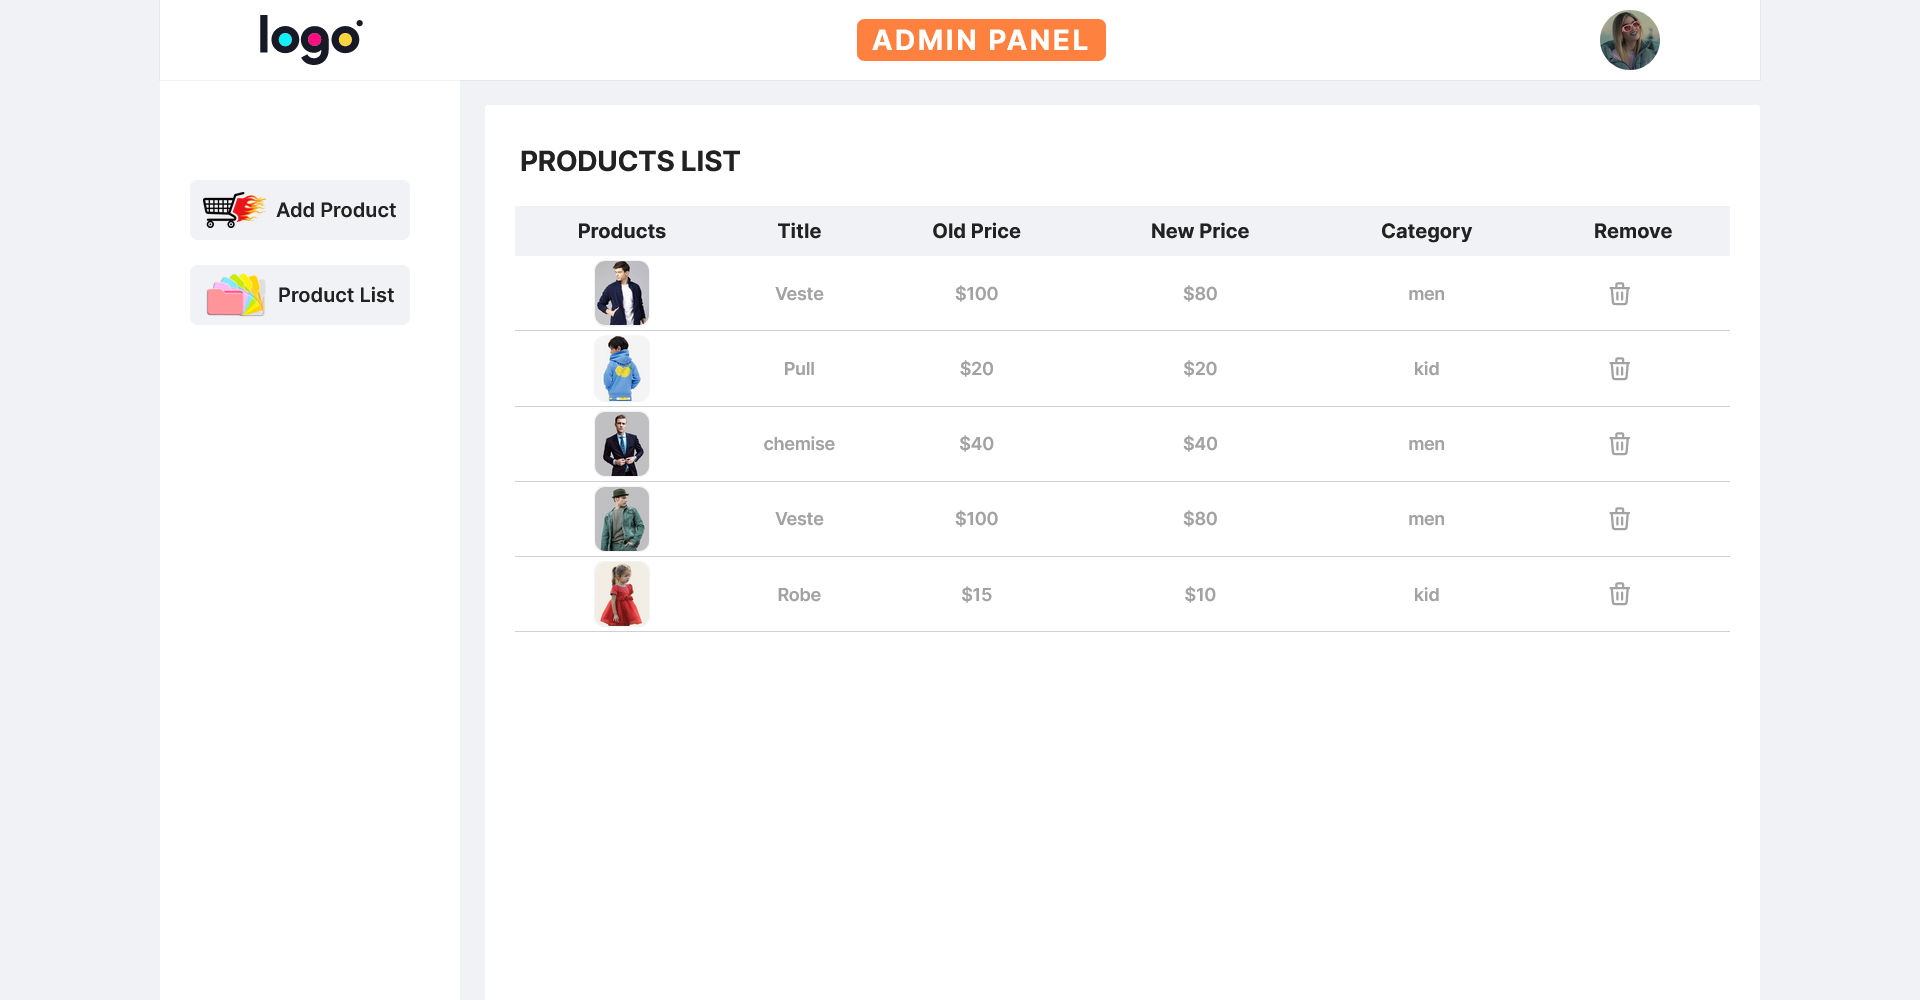 logo
ADMIN PANEL
Add Product
Product List
PRODUCTS LIST
Products Title Old Price New Price Category Remove
Veste $100 $80 men
Pull $20 $20 kid
chemise $40 $40 men
Veste $100 $80 men
Robe $15 $10 kid